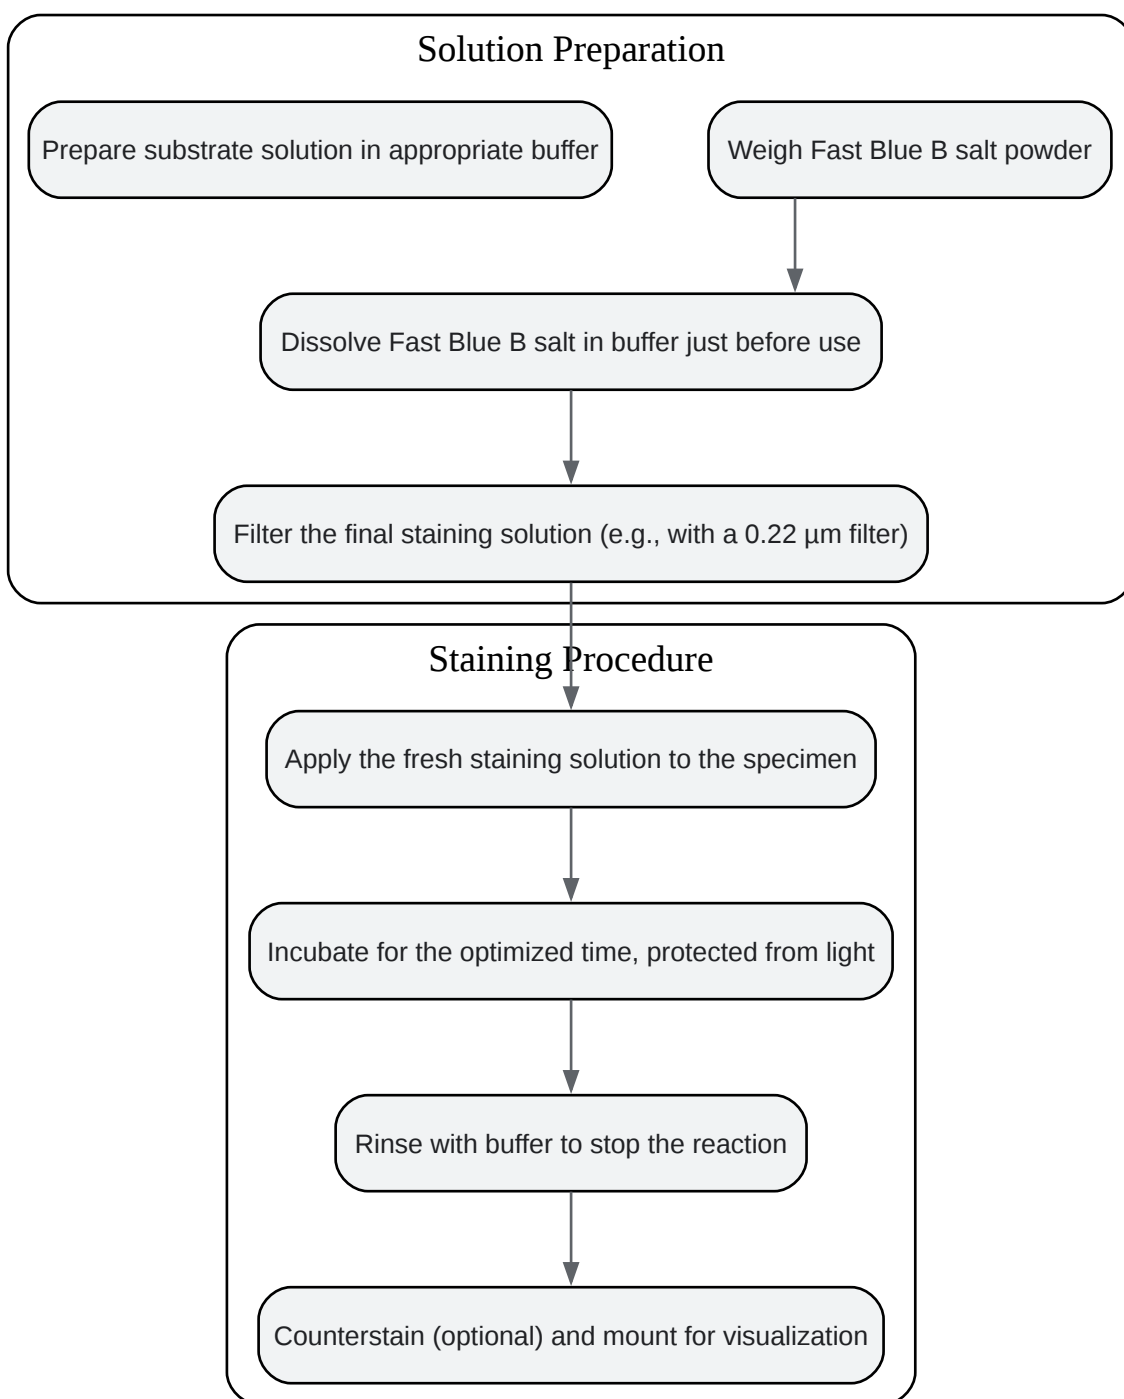 Solution Preparation
Prepare substrate solution in appropriate buffer
Weigh Fast Blue B salt powder
Dissolve Fast Blue B salt in buffer just before use
Filter the final staining solution (e.g., with a 0.22 µm filter)
Staining Procedure
Apply the fresh staining solution to the specimen
Incubate for the optimized time, protected from light
Rinse with buffer to stop the reaction
Counterstain (optional) and mount for visualization